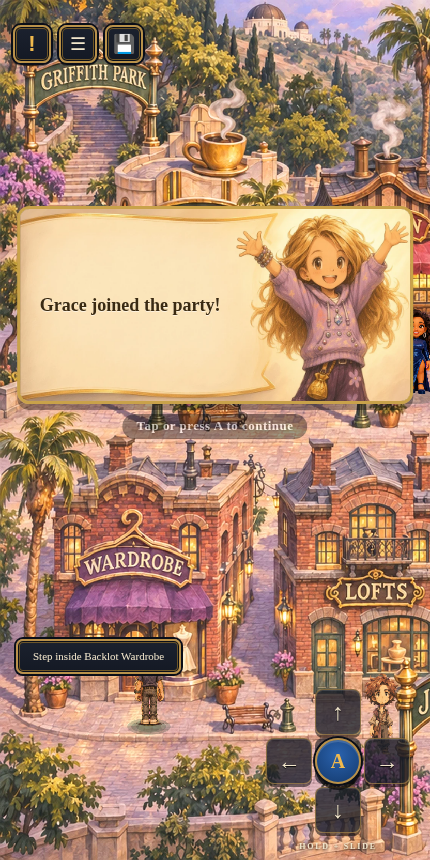 !
☰
GRIFFITH PARK
Grace joined the party!
Tap or press A to continue
WARDROBE
LOFTS
Step inside Backlot Wardrobe
↑
←
A
→
↓
HOLD – SLIDE